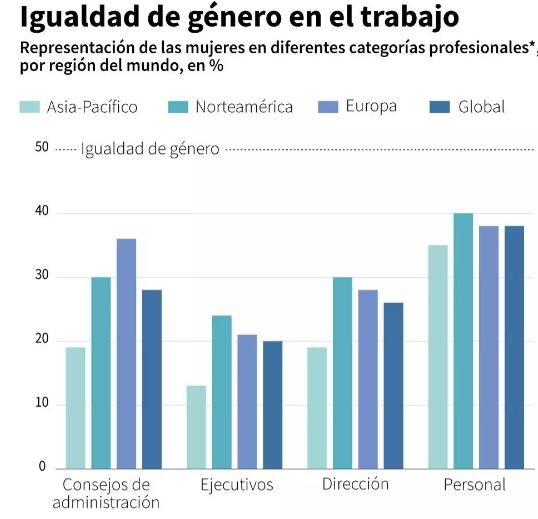 Igualdad de género en el trabajo
Representación de las mujeres en diferentes categorías profesionales*,
por región del mundo, en %
Asia-Pacífico Norteamérica Europa Global
50 Igualdad de género
40
30
20
10
0
Consejos de administración Ejecutivos Dirección Personal